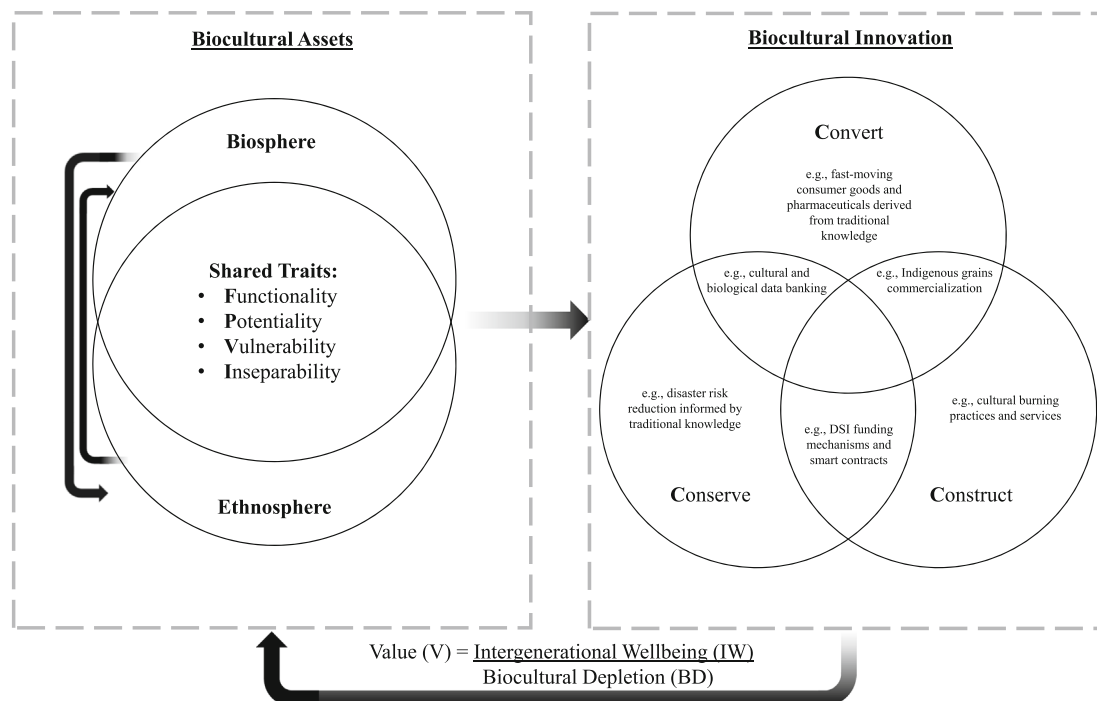 Biocultural Assets
Biosphere
Shared Traits:
• Functionality
• Potentiality
• Vulnerability
• Inseparability
Ethnosphere
Biocultural Innovation
Convert
e.g., fast-moving
consumer goods and
pharmaceuticals derived
from traditional
knowledge
e.g., cultural and
biological data banking
e.g., Indigenous grains
commercialization
e.g., disaster risk
reduction informed by
traditional knowledge
e.g., cultural burning
practices and services
e.g., DSI funding
mechanisms and
smart contracts
Conserve
Construct
Value (V) = Intergenerational Wellbeing (IW)
Biocultural Depletion (BD)